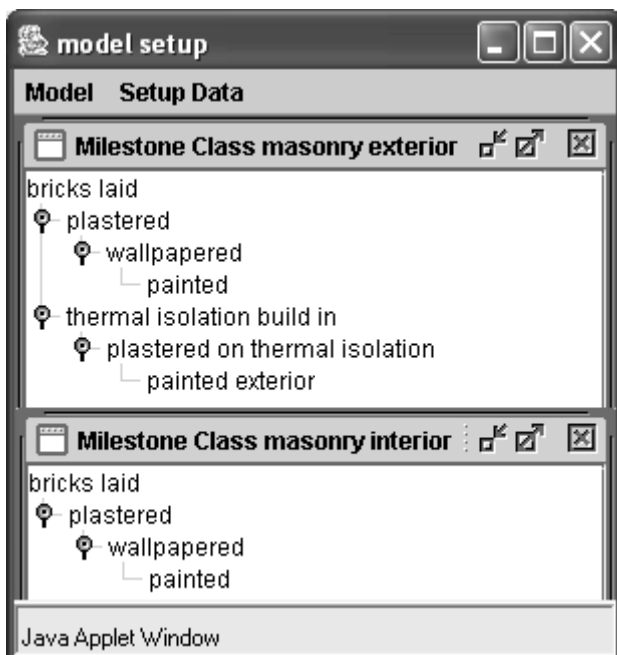 model setup
Model Setup Data
Milestone Class masonry exterior
bricks laid
plastered
wallpapered
painted
thermal isolation build in
plastered on thermal isolation
painted exterior
Milestone Class masonry interior
bricks laid
plastered
wallpapered
painted
Java Applet Window